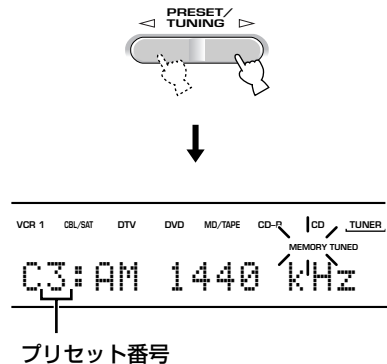 PRESET/
TUNING
VCR 1 CBL/SAT DTV DVD MD/TAPE CD-R CD TUNER
MEMORY TUNED
C3:AM 1440 kHz
プリセット番号